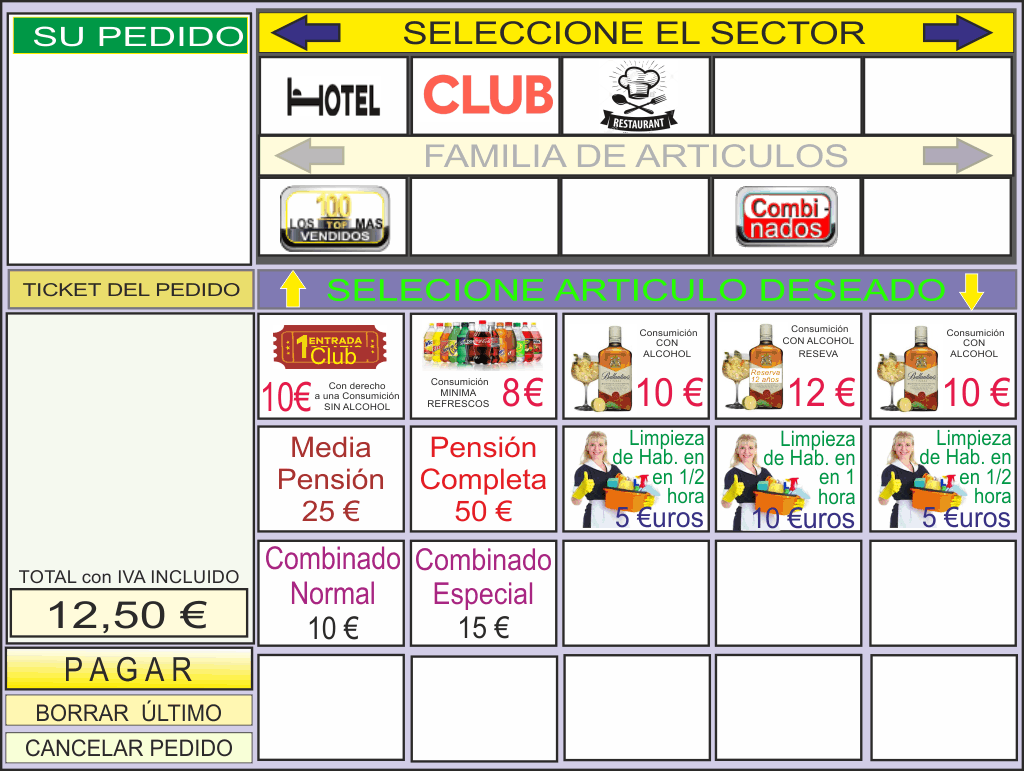 SU PEDIDO
SELECCIONE EL SECTOR
HOTEL
CLUB
RESTAURANT
FAMILIA DE ARTICULOS
100
LOS TOP MAS
VENDIDOS
Combi-
nados
TICKET DEL PEDIDO
SELECIONE ARTICULO DESEADO
1 ENTRADA
Club
10€
Con derecho
a una Consumición
SIN ALCOHOL
Consumición
MINIMA
REFRESCOS
8€
Consumición
CON
ALCOHOL
Ballantine's
10 €
Consumición
CON ALCOHOL
RESEVA
Reserva
12 años
12 €
Consumición
CON
ALCOHOL
Ballantine's
10 €
Media
Pensión
25 €
Pensión
Completa
50 €
Limpieza
de Hab. en
en 1/2
hora
5 €uros
Limpieza
de Hab. en
en 1
hora
10 €uros
Limpieza
de Hab. en
en 1/2
hora
5 €uros
Combinado
Normal
10 €
Combinado
Especial
15 €
TOTAL con IVA INCLUIDO
12,50 €
PAGAR
BORRAR ÚLTIMO
CANCELAR PEDIDO